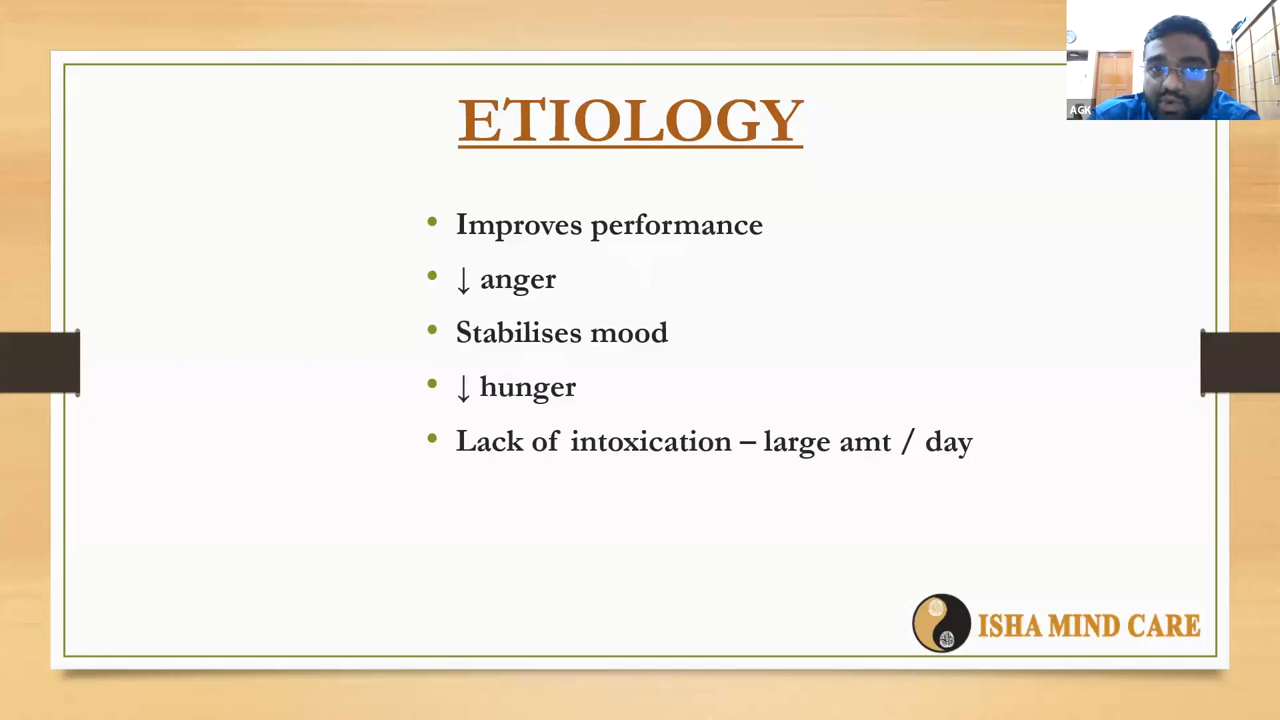 AGK
ETIOLOGY
• Improves performance
• ↓ anger
• Stabilises mood
• ↓ hunger
• Lack of intoxication – large amt / day
ISHA MIND CARE